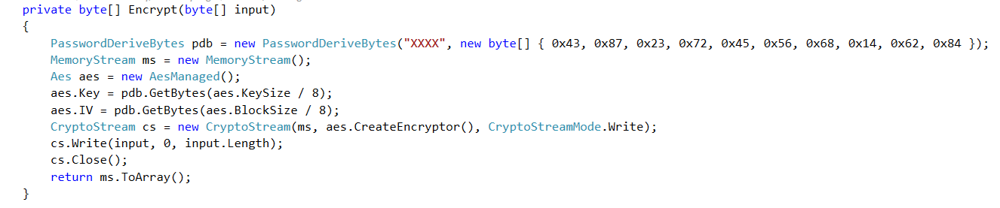 private byte[] Encrypt(byte[] input)
{
PasswordDeriveBytes pdb = new PasswordDeriveBytes("XXXX", new byte[] { 0x43, 0x87, 0x23, 0x72, 0x45, 0x56, 0x68, 0x14, 0x62, 0x84 });
MemoryStream ms = new MemoryStream();
Aes aes = new AesManaged();
aes.Key = pdb.GetBytes(aes.KeySize / 8);
aes.IV = pdb.GetBytes(aes.BlockSize / 8);
CryptoStream cs = new CryptoStream(ms, aes.CreateEncryptor(), CryptoStreamMode.Write);
cs.Write(input, 0, input.Length);
cs.Close();
return ms.ToArray();
}